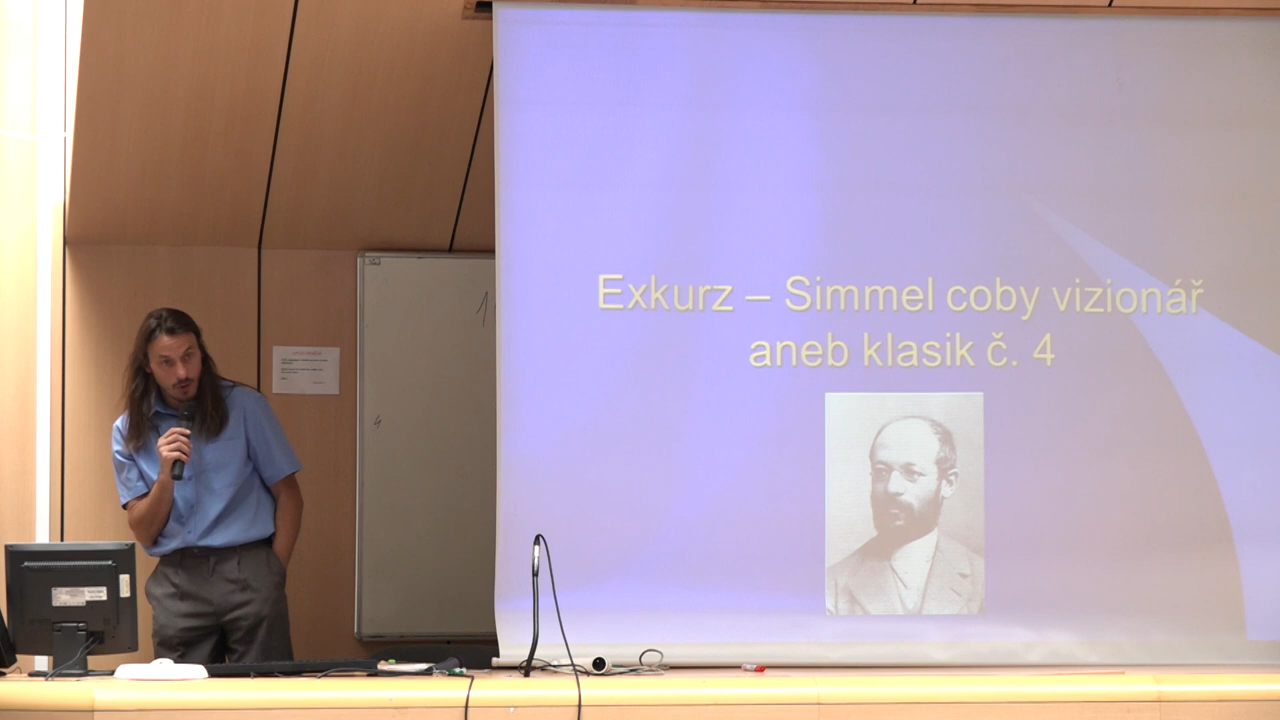 Exkurz – Simmel coby vizionář
aneb klasik č. 4